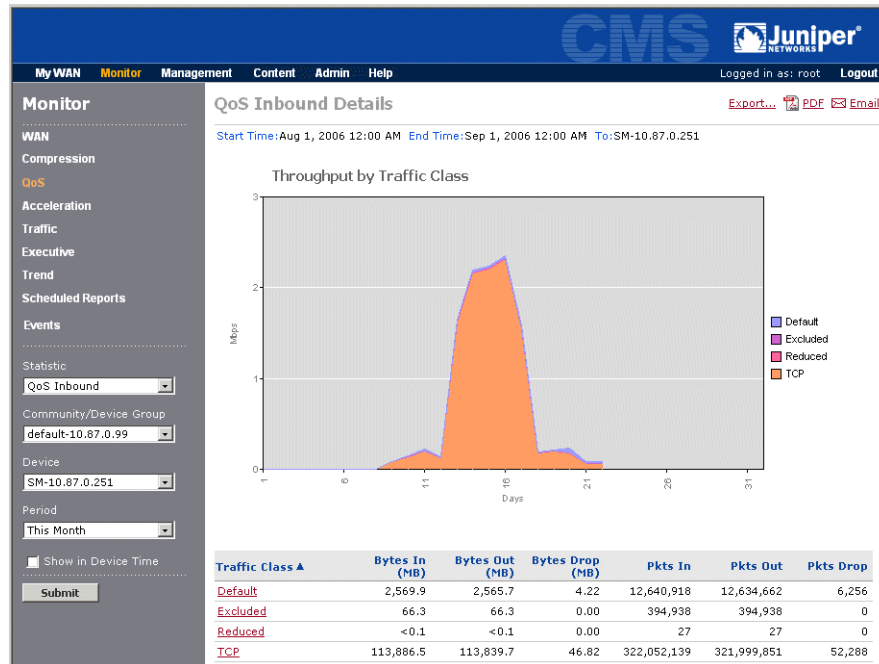 CMS
Juniper®
NETWORKS
My WAN Monitor Management Content Admin Help Logged in as: root Logout
Monitor
WAN
Compression
QoS
Acceleration
Traffic
Executive
Trend
Scheduled Reports
Events
Statistic
QoS Inbound
Community/Device Group
default-10.87.0.99
Device
SM-10.87.0.251
Period
This Month
Show in Device Time
Submit
QoS Inbound Details
Export... PDF Email
Start Time:Aug 1, 2006 12:00 AM End Time:Sep 1, 2006 12:00 AM To:SM-10.87.0.251
Throughput by Traffic Class
3
2
1
0
Mbps
1 6 11 16 21 26 31
Days
Default
Excluded
Reduced
TCP
Traffic Class Bytes In (MB) Bytes Out (MB) Bytes Drop (MB) Pkts In Pkts Out Pkts Drop
Default 2,569.9 2,565.7 4.22 12,640,918 12,634,662 6,256
Excluded 66.3 66.3 0.00 394,938 394,938 0
Reduced <0.1 <0.1 0.00 27 27 0
TCP 113,886.5 113,839.7 46.82 322,052,139 321,999,851 52,288